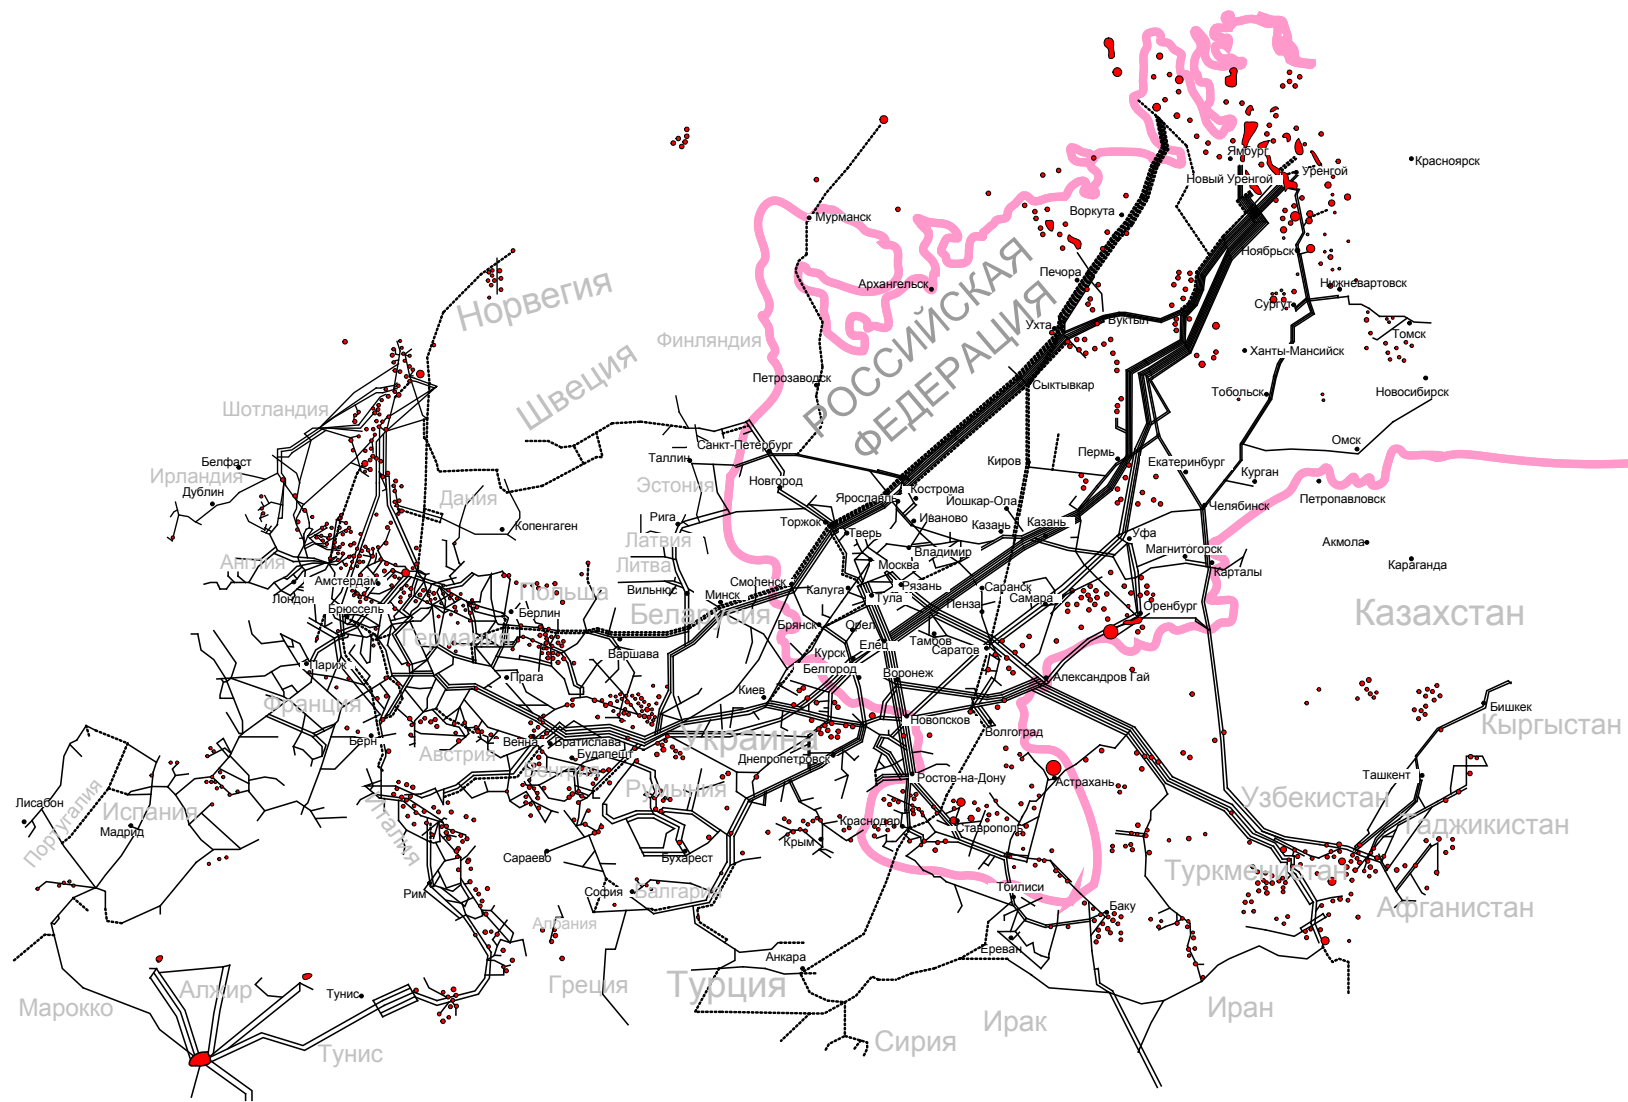 Ямбург
Красноярск
Уренгой
Новый Уренгой
Воркута
Мурманск
Ноябрьск
Печора
Архангельск
Нижневартовск
Норвегия
РОССИЙСКАЯ
ФЕДЕРАЦИЯ
Сургут
Ухта
Вуктыл
Томск
Финляндия
Ханты-Мансийск
Швеция
Петрозаводск
Сыктывкар
Тобольск
Новосибирск
Шотландия
Санкт-Петербург
Омск
Таллин
Киров
Пермь
Белфаст
Ирландия
Екатеринбург
Курган
Эстония
Новгород
Дублин
Дания
Ярославль
Кострома
Йошкар-Ола
Петропавловск
Челябинск
Рига
Торжок
Иваново
Копенгаген
Тверь
Казань
Казань
Уфа
Латвия
Акмола
Владимир
Магнитогорск
Англия
Литва
Москва
Карталы
Караганда
Амстердам
Смоленск
Калуга
Рязань
Саранск
Польша
Вильнюс
Минск
Тула
Лондон
Брюссель
Берлин
Беларусия
Пенза
Самара
Оренбург
Казахстан
Брянск
Орел
Германия
Тамбов
Елец
Саратов
Варшава
Курск
Париж
Прага
Белгород
Воронеж
Александров Гай
Киев
Франция
Бишкек
Новопсков
Кыргыстан
Волгоград
Берн
Венна
Братислава
Украина
Австрия
Будапешт
Днепропетровск
Венгрия
Ростов-на-Дону
Астрахань
Ташкент
Румыния
Узбекистан
Лисабон
Испания
Португалия
Мадрид
Италия
Краснодар
Ставрополь
Таджикистан
Крым
Сараево
Бухарест
Туркменистан
Рим
София
Балгария
Тбилиси
Баку
Афганистан
Албания
Ереван
Анкара
Греция
Турция
Алжир
Тунис
Марокко
Иран
Ирак
Сирия
Тунис